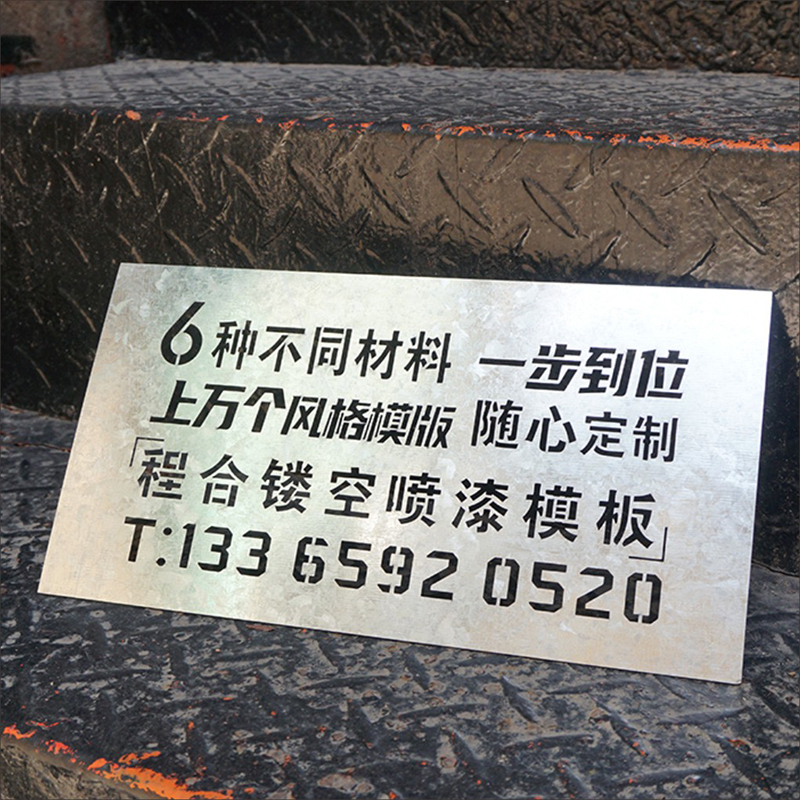 6种不同材料 一步到位
上万个风格模版 随心定制
「程合镂空喷漆模板」
T:133 6592 0520